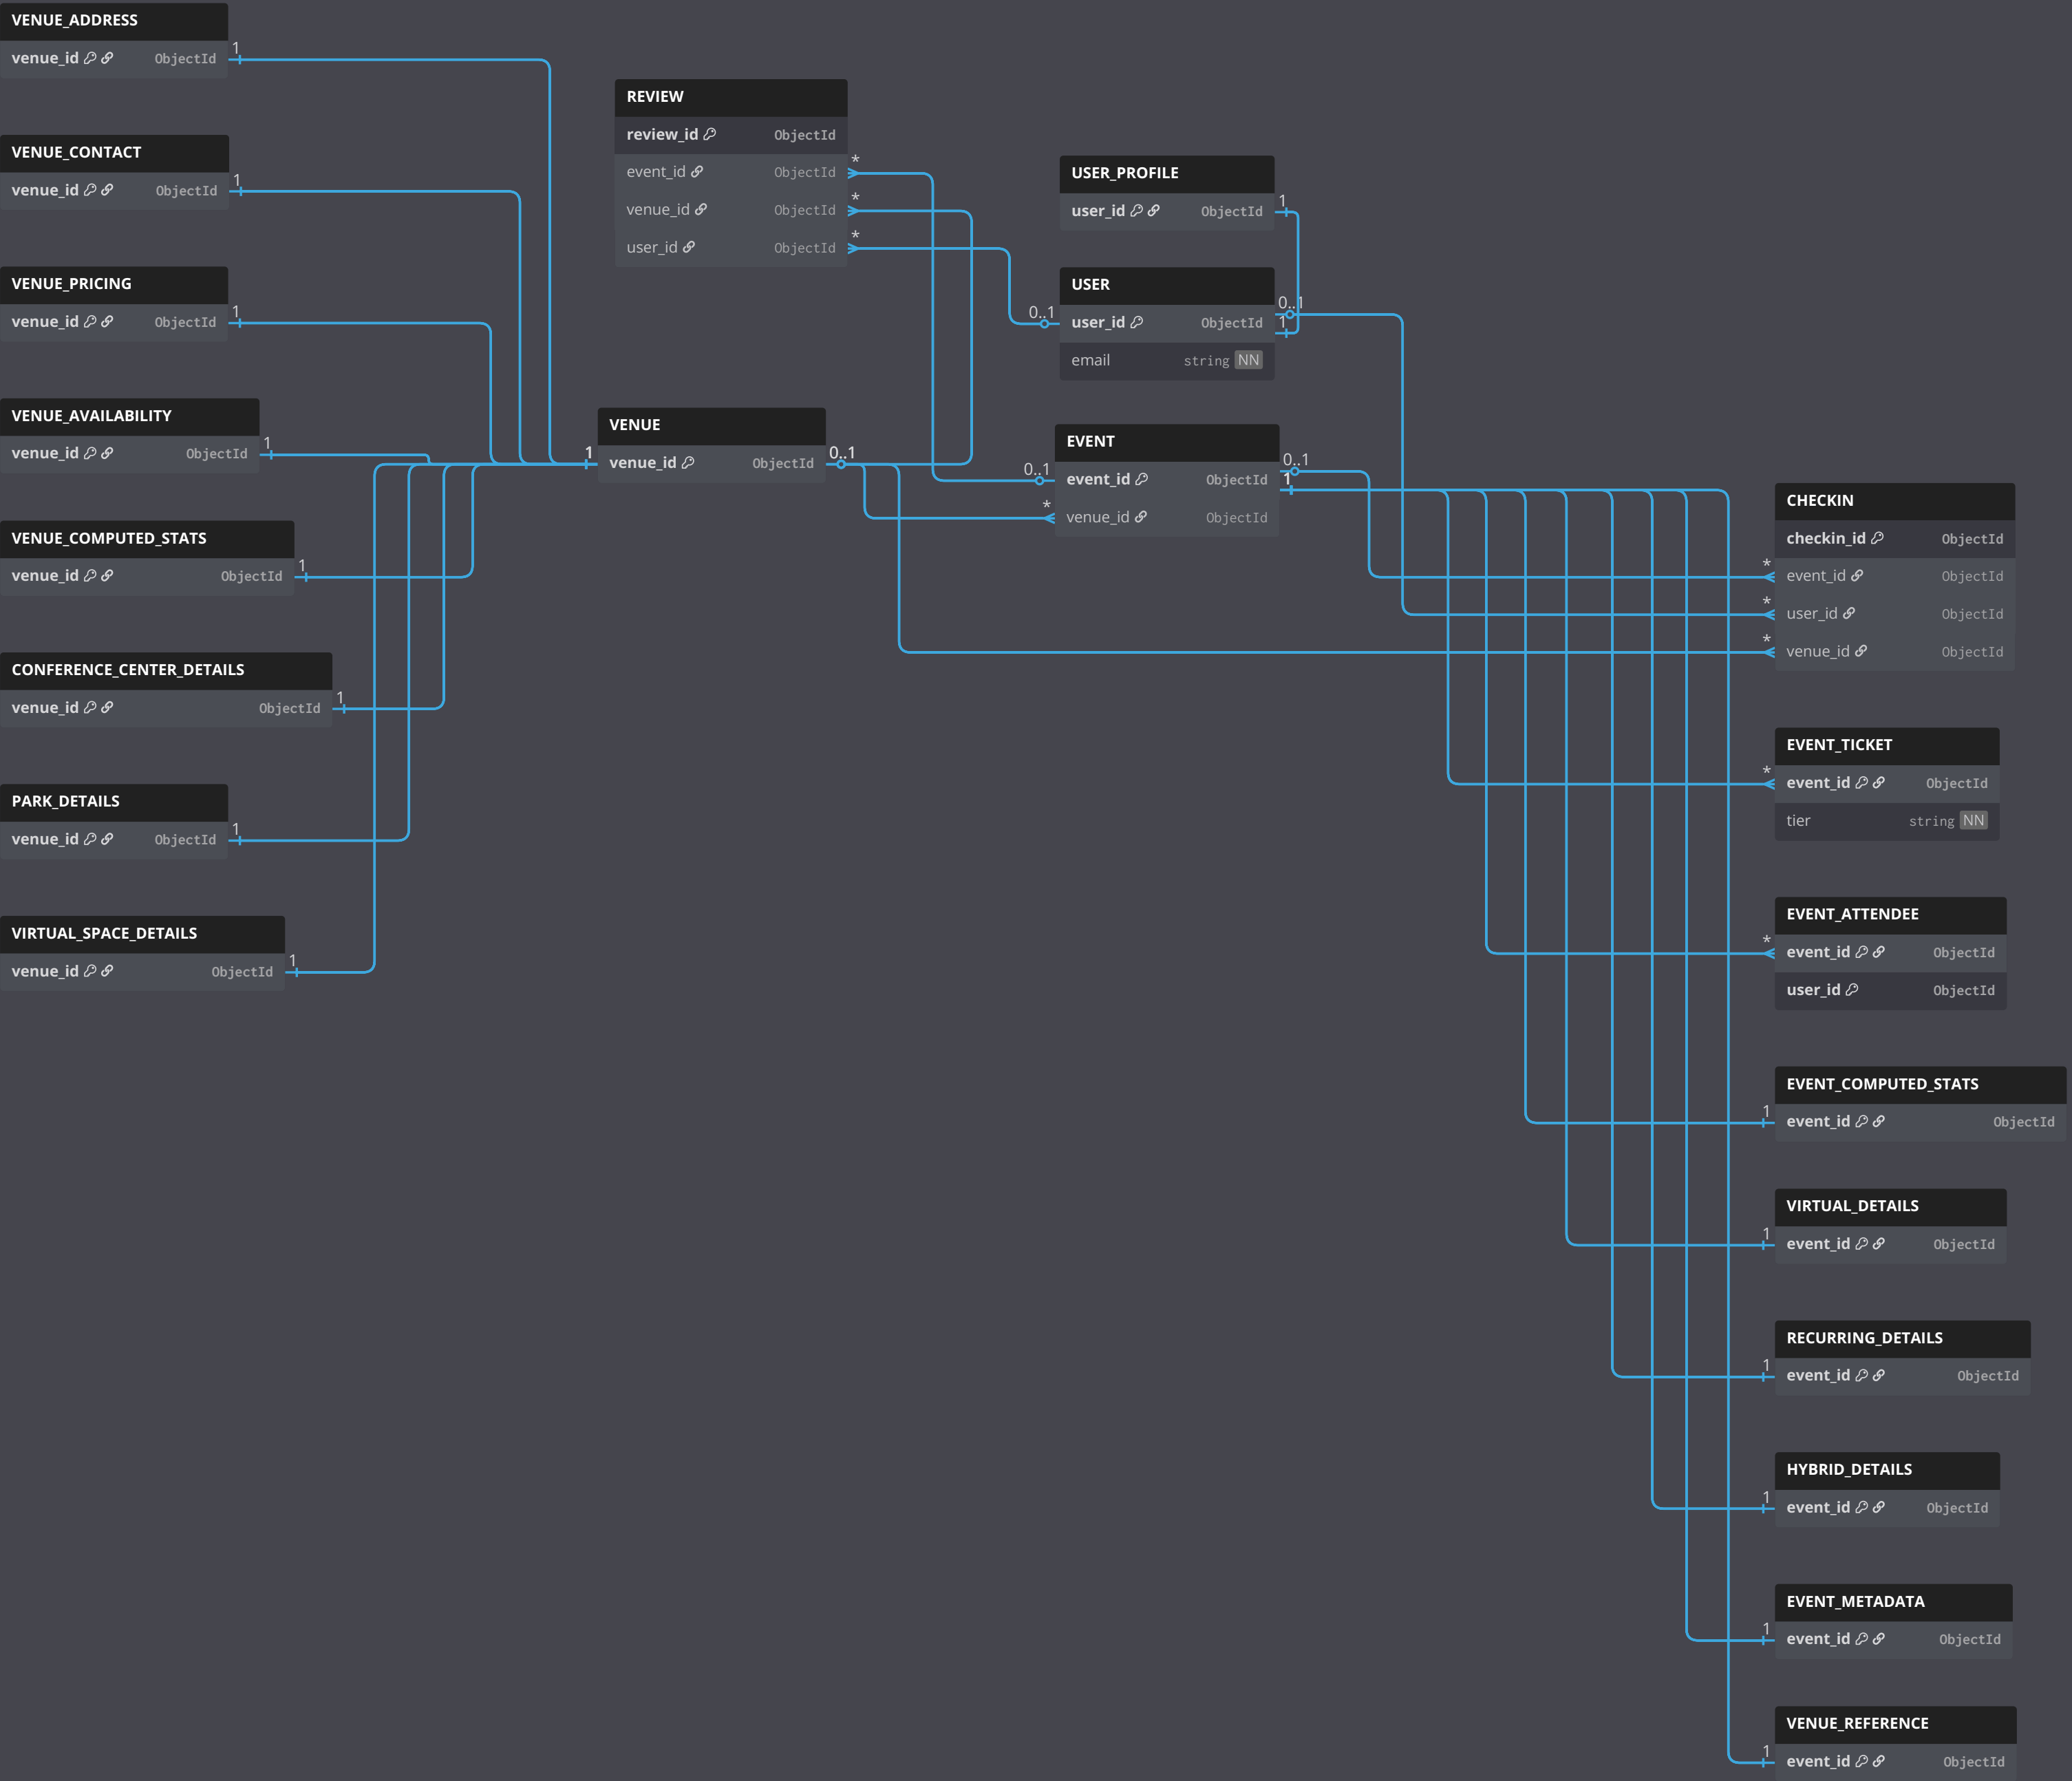 VENUE_ADDRESS
venue_id ObjectId 1
VENUE_CONTACT
venue_id ObjectId 1
VENUE_PRICING
venue_id ObjectId 1
VENUE_AVAILABILITY
venue_id ObjectId 1
VENUE_COMPUTED_STATS
venue_id ObjectId 1
CONFERENCE_CENTER_DETAILS
venue_id ObjectId 1
PARK_DETAILS
venue_id ObjectId 1
VIRTUAL_SPACE_DETAILS
venue_id ObjectId 1
REVIEW
review_id ObjectId
event_id ObjectId *
venue_id ObjectId *
user_id ObjectId *
VENUE
1 venue_id ObjectId 0..1
USER_PROFILE
user_id ObjectId 1
USER
0..1 user_id ObjectId 0..1
1
email string NN
EVENT
0..1 event_id ObjectId 0..1
1
* venue_id ObjectId
CHECKIN
checkin_id ObjectId
* event_id ObjectId
* user_id ObjectId
* venue_id ObjectId
EVENT_TICKET
* event_id ObjectId
tier string NN
EVENT_ATTENDEE
* event_id ObjectId
user_id ObjectId
EVENT_COMPUTED_STATS
1 event_id ObjectId
VIRTUAL_DETAILS
1 event_id ObjectId
RECURRING_DETAILS
1 event_id ObjectId
HYBRID_DETAILS
1 event_id ObjectId
EVENT_METADATA
1 event_id ObjectId
VENUE_REFERENCE
1 event_id ObjectId